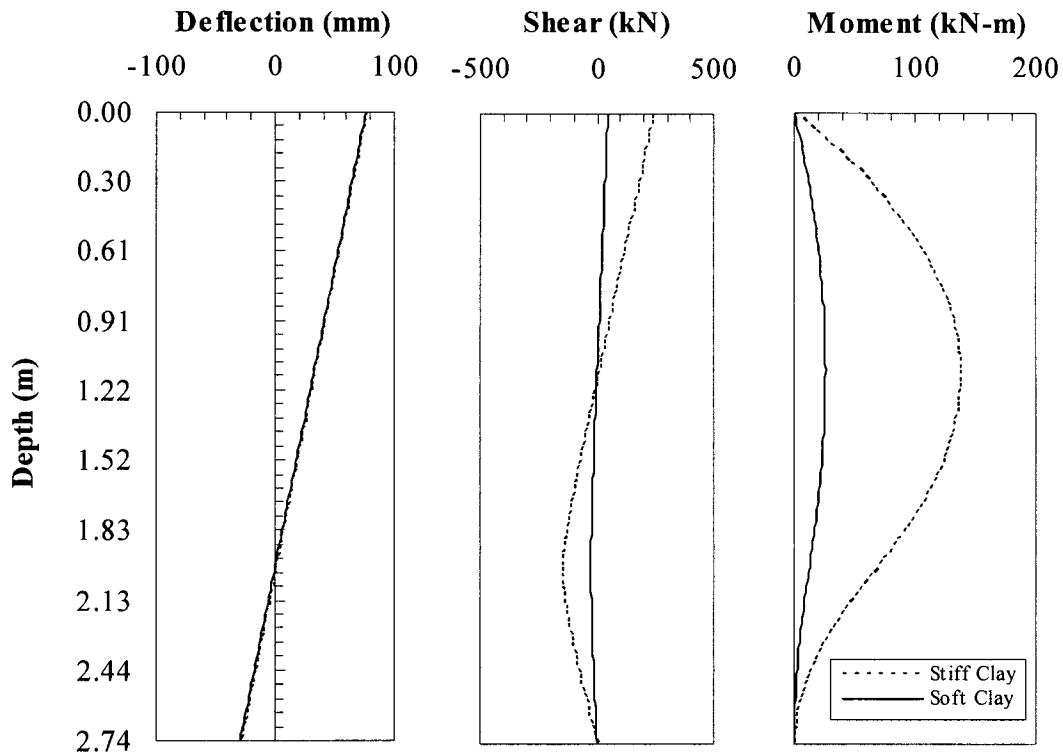 Deflection (mm) Shear (kN) Moment (kN-m)
-100 0 100 -500 0 500 0 100 200
0.00
0.30
0.61
0.91
1.22
1.52
1.83
2.13
2.44
2.74
Depth (m)
Stiff Clay
Soft Clay